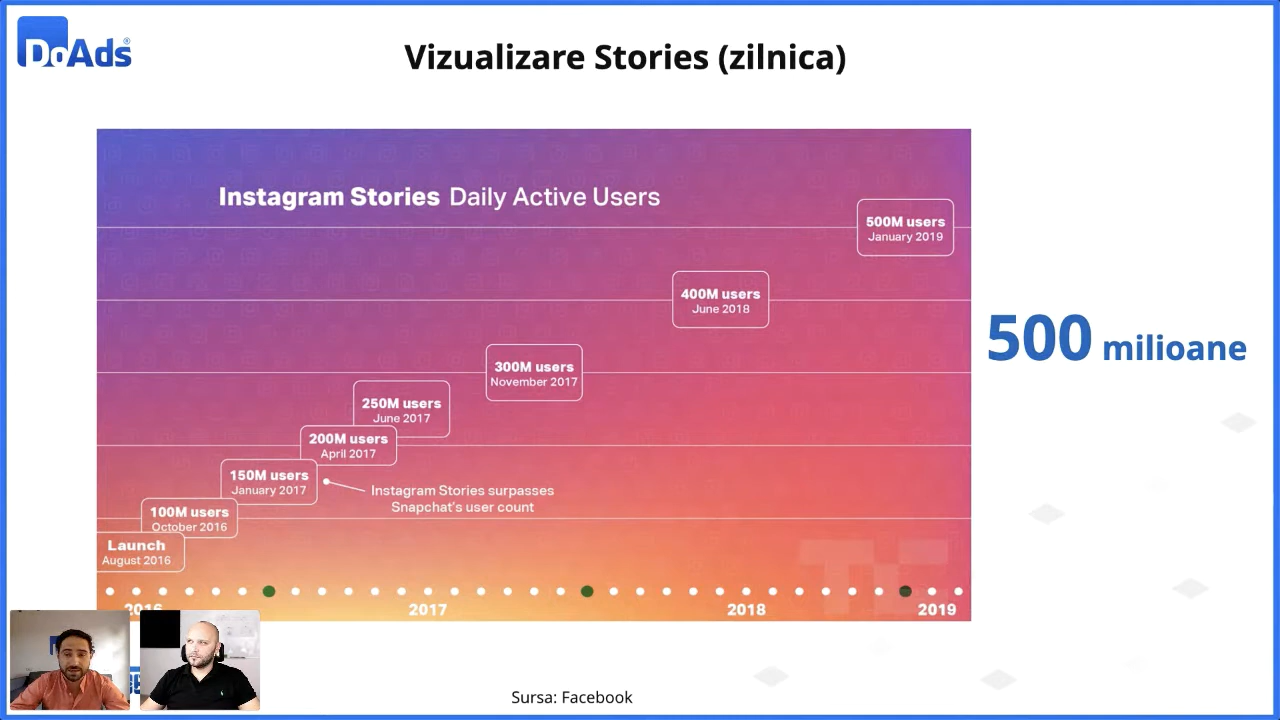 DoAds®
Vizualizare Stories (zilnica)
Instagram Stories Daily Active Users
500M users
January 2019
400M users
June 2018
500 milioane
300M users
November 2017
250M users
June 2017
200M users
April 2017
150M users
January 2017
Instagram Stories surpasses
Snapchat's user count
100M users
October 2016
Launch
August 2016
TC
2016
2017
2018
2019
Sursa: Facebook